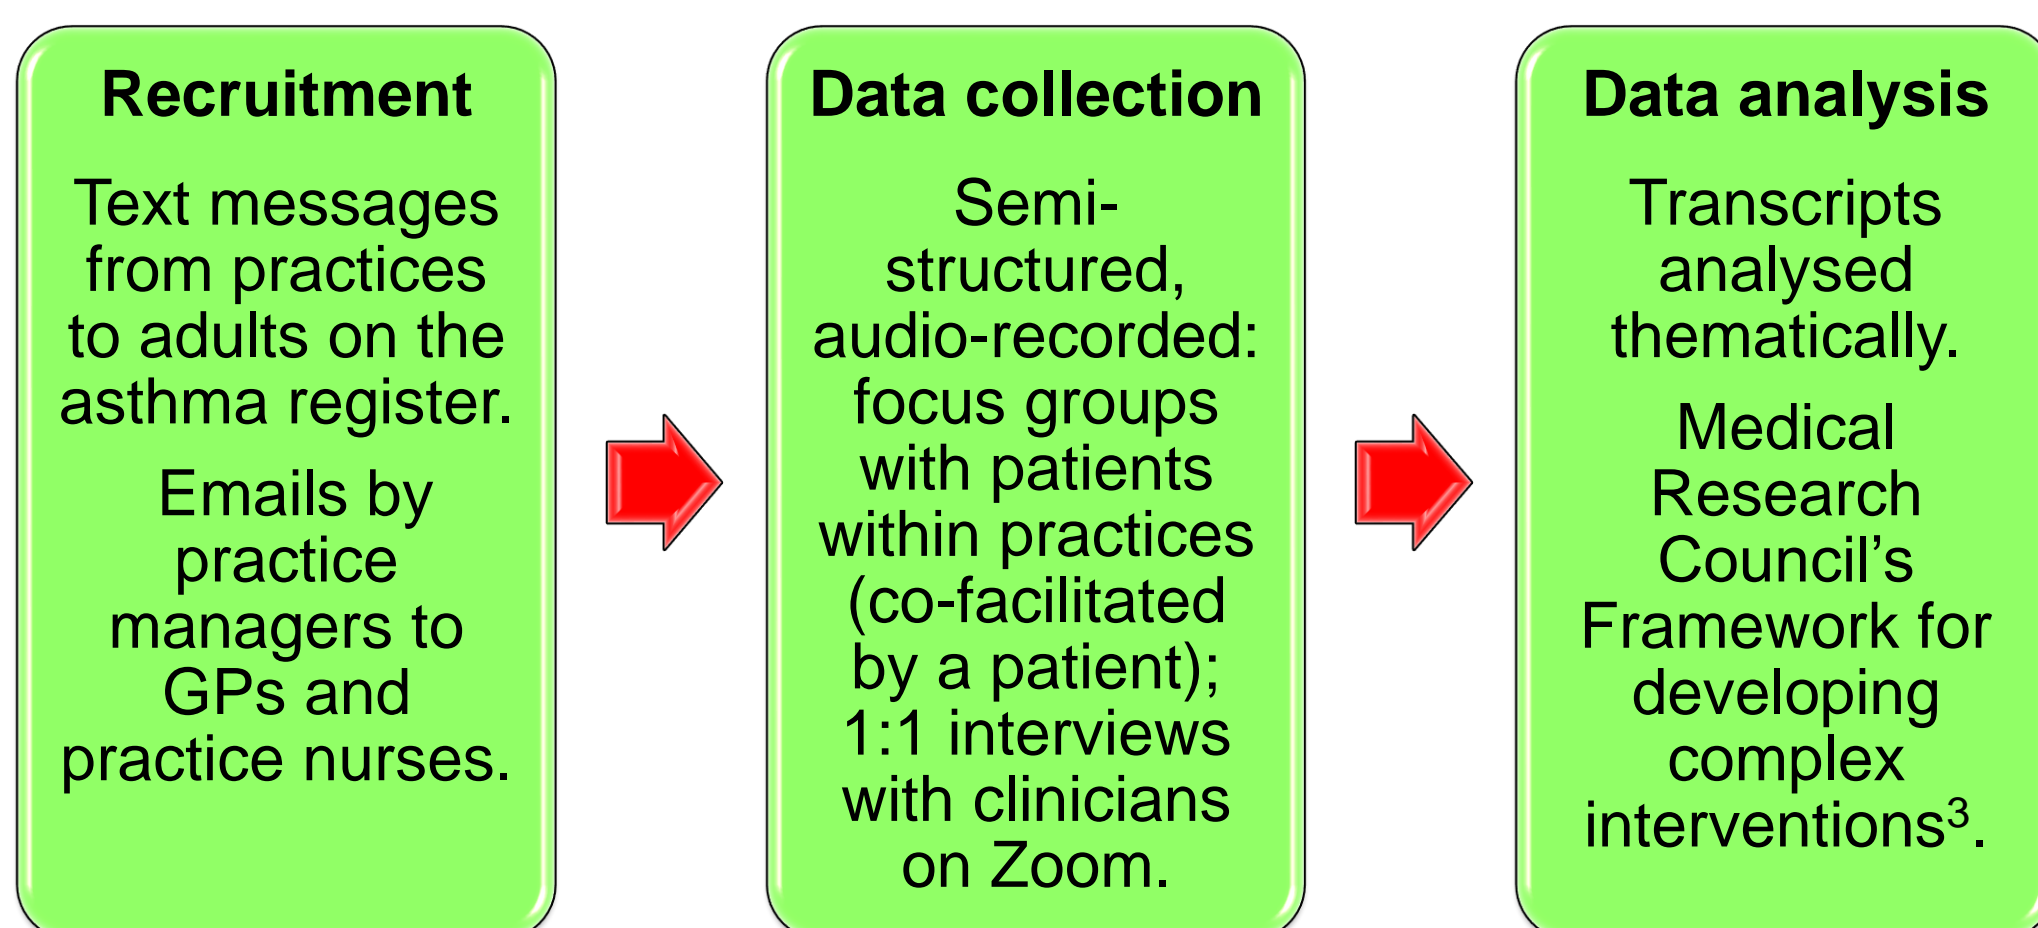 Recruitment
Text messages
from practices
to adults on the
asthma register.
Emails by
practice
managers to
GPs and
practice nurses.
Data collection
Semi-
structured,
audio-recorded:
focus groups
with patients
within practices
(co-facilitated
by a patient);
1:1 interviews
with clinicians
on Zoom.
Data analysis
Transcripts
analysed
thematically.
Medical
Research
Council’s
Framework for
developing
complex
interventions³.